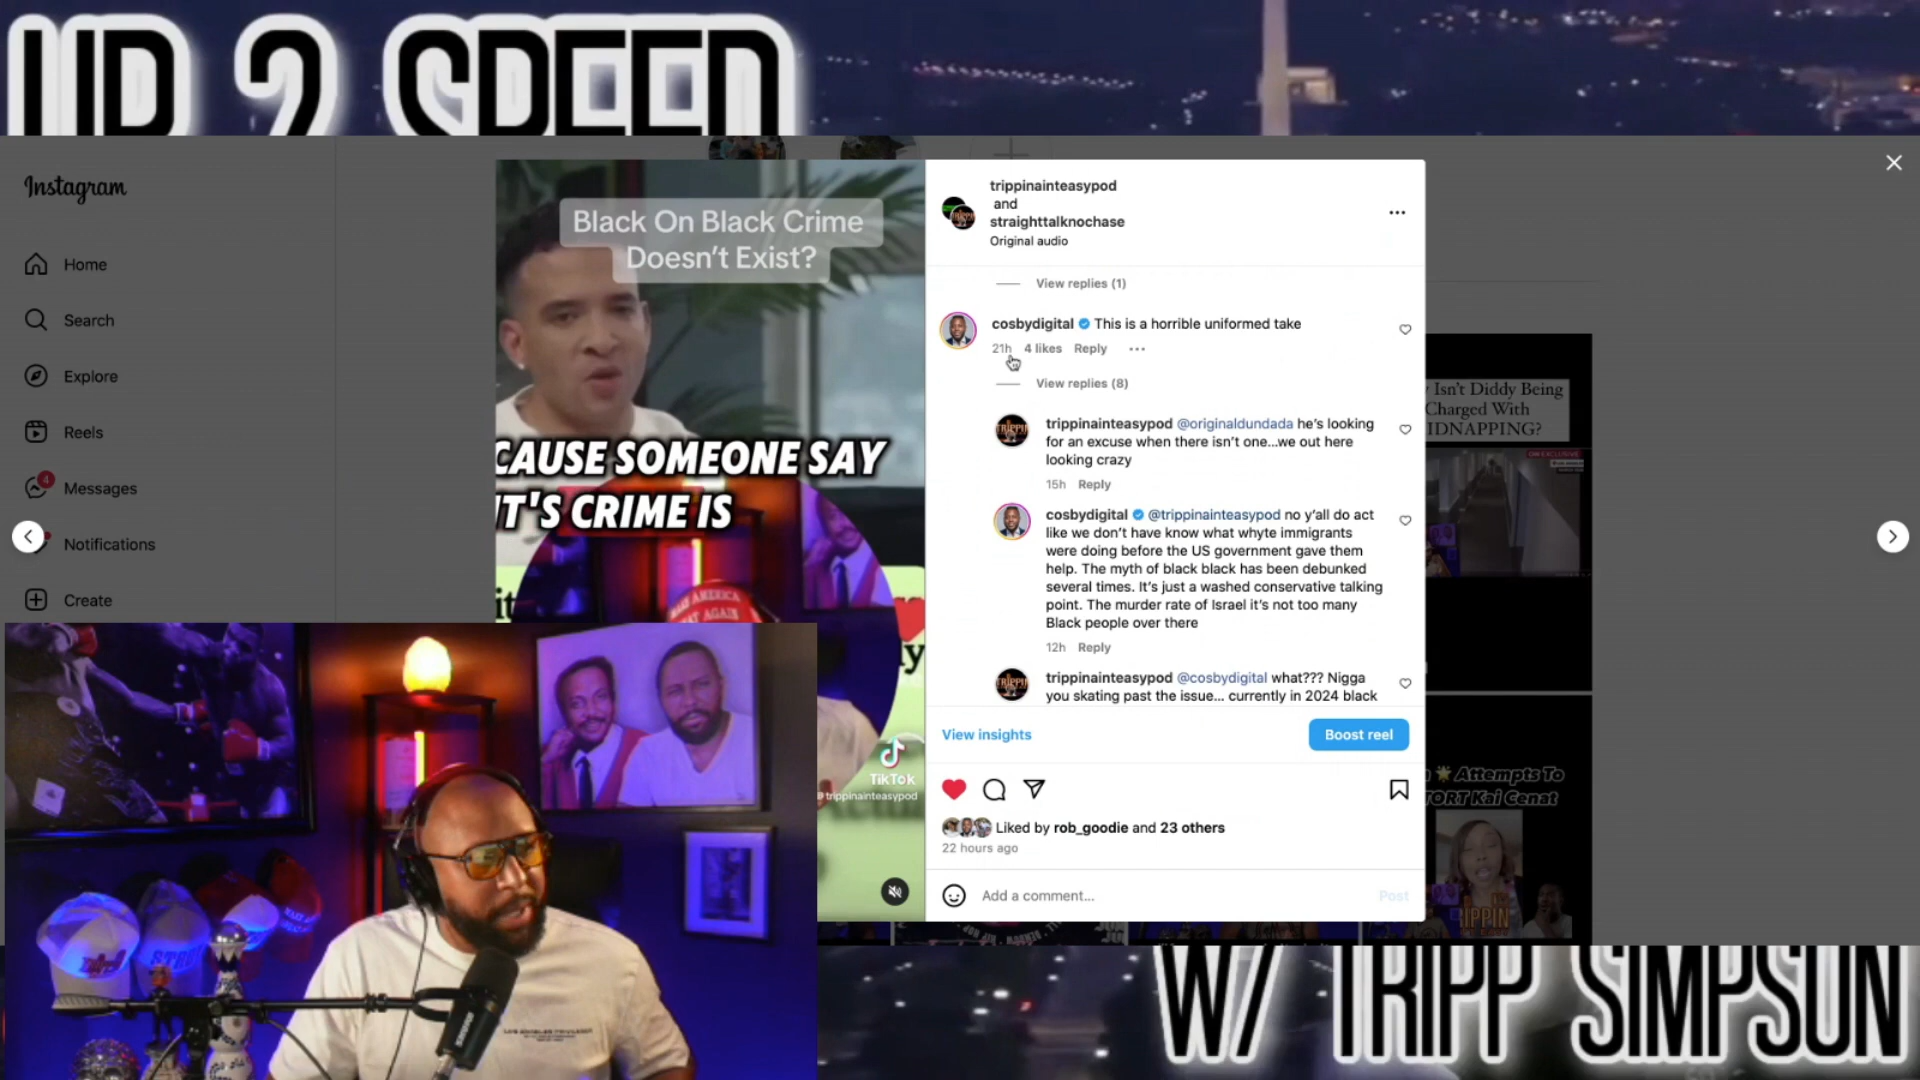 UP 2 SPEED
Instagram
Home
Search
Explore
Reels
4
Messages
Notifications
Create
Black On Black Crime
Doesn't Exist?
CAUSE SOMEONE SAY
IT'S CRIME IS
MAKE AMERICA
AGAIN
TikTok
@trippinainteasypod
trippinainteasypod
and
straighttalknochase
Original audio
View replies (1)
cosbydigital This is a horrible uniformed take
21h 4 likes Reply
View replies (8)
trippinainteasypod @originaldundada he's looking
for an excuse when there isn't one...we out here
looking crazy
15h Reply
cosbydigital @trippinainteasypod no y'all do act
like we don't have know what whyte immigrants
were doing before the US government gave them
help. The myth of black black has been debunked
several times. It's just a washed conservative talking
point. The murder rate of Israel it's not too many
Black people over there
12h Reply
trippinainteasypod @cosbydigital what??? Nigga
you skating past the issue... currently in 2024 black
View insights
Boost reel
Liked by rob_goodie and 23 others
22 hours ago
Add a comment...
Post
Isn't Diddy Being
Charged With
IDNAPPING?
Attempts To
TORT Kai Cenat
W/ TRIPP SIMPSON